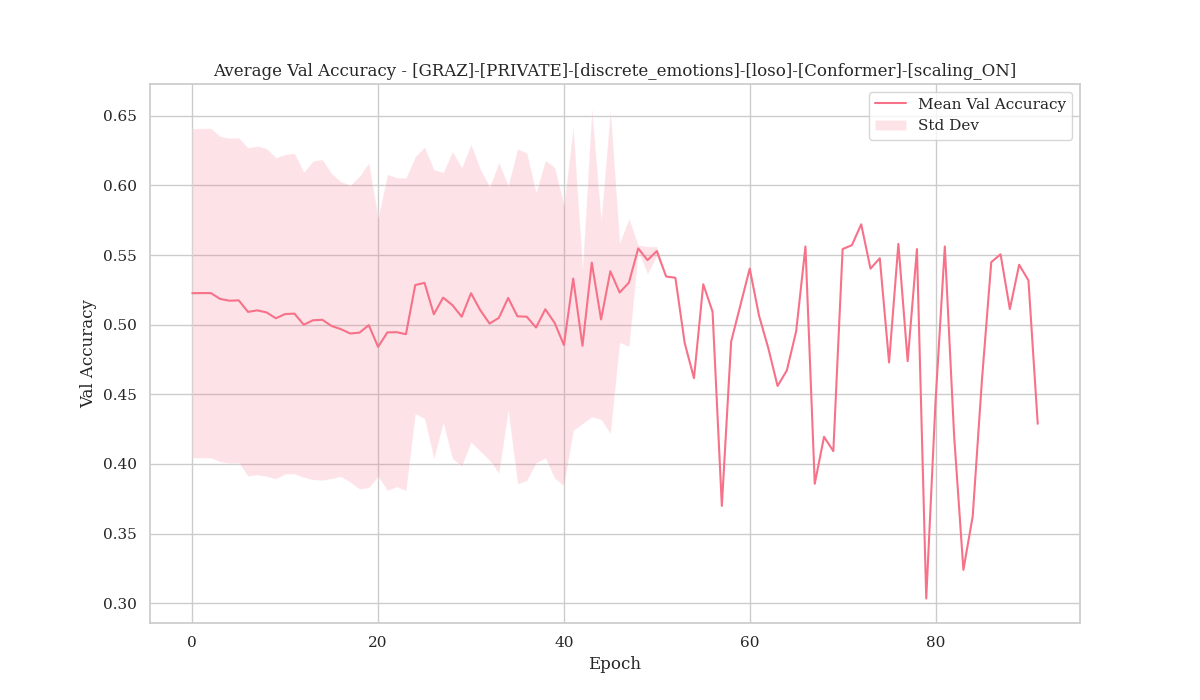 Average Val Accuracy - [GRAZ]-[PRIVATE]-[discrete_emotions]-[loso]-[Conformer]-[scaling_ON]
Mean Val Accuracy
Std Dev
Val Accuracy
0.65
0.60
0.55
0.50
0.45
0.40
0.35
0.30
0 20 40 60 80
Epoch